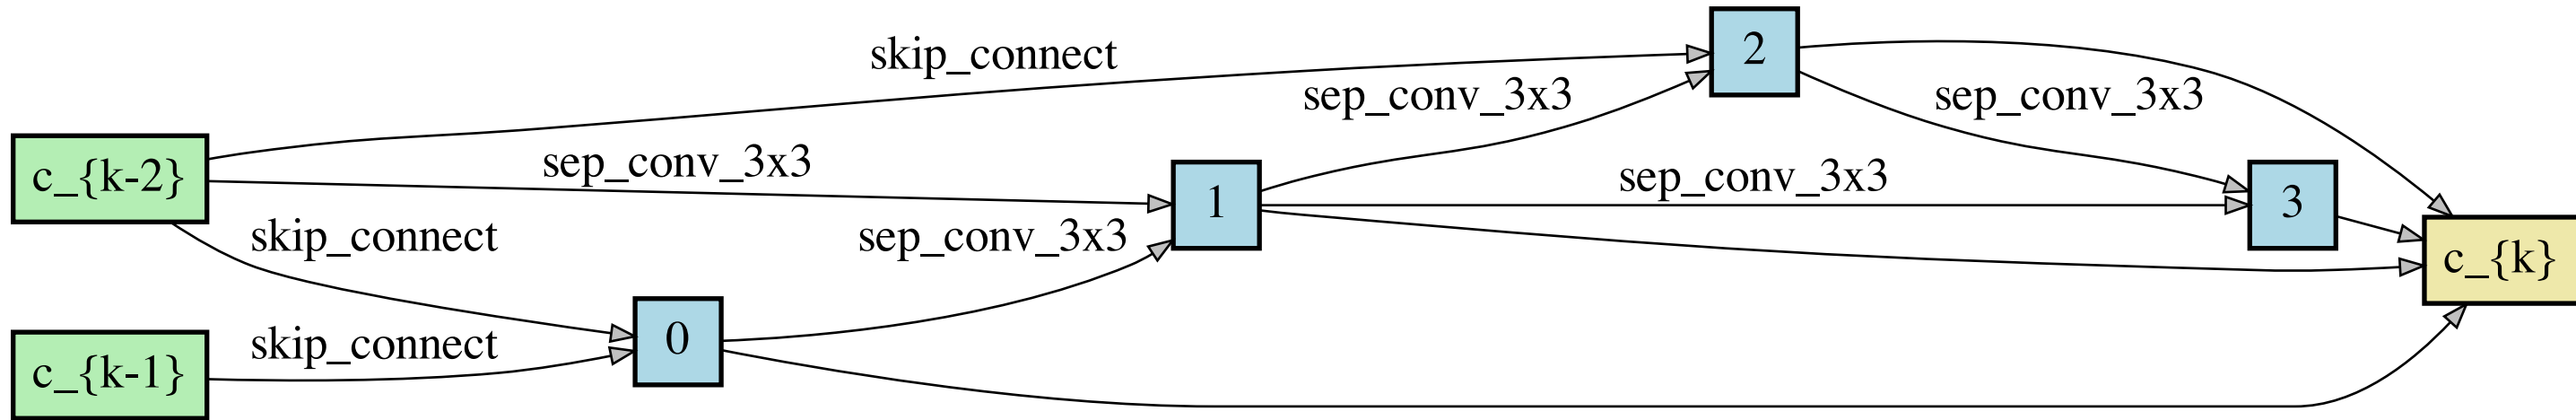 skip_connect
2
sep_conv_3x3
sep_conv_3x3
c_{k-2}
sep_conv_3x3
1
sep_conv_3x3
3
skip_connect
sep_conv_3x3
c_{k}
skip_connect
0
c_{k-1}